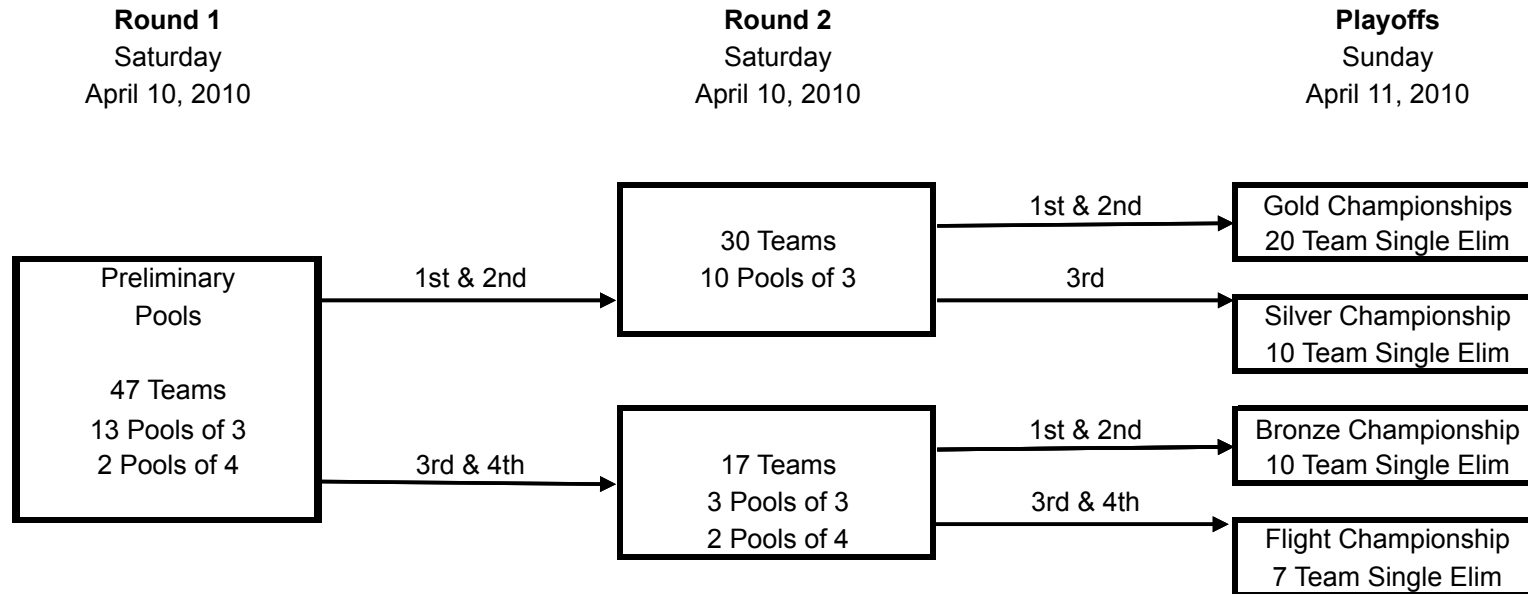 Round 1
Saturday
April 10, 2010
Round 2
Saturday
April 10, 2010
Playoffs
Sunday
April 11, 2010
Preliminary
Pools
47 Teams
13 Pools of 3
2 Pools of 4
1st & 2nd
3rd & 4th
30 Teams
10 Pools of 3
17 Teams
3 Pools of 3
2 Pools of 4
1st & 2nd
3rd
1st & 2nd
3rd & 4th
Gold Championships
20 Team Single Elim
Silver Championship
10 Team Single Elim
Bronze Championship
10 Team Single Elim
Flight Championship
7 Team Single Elim